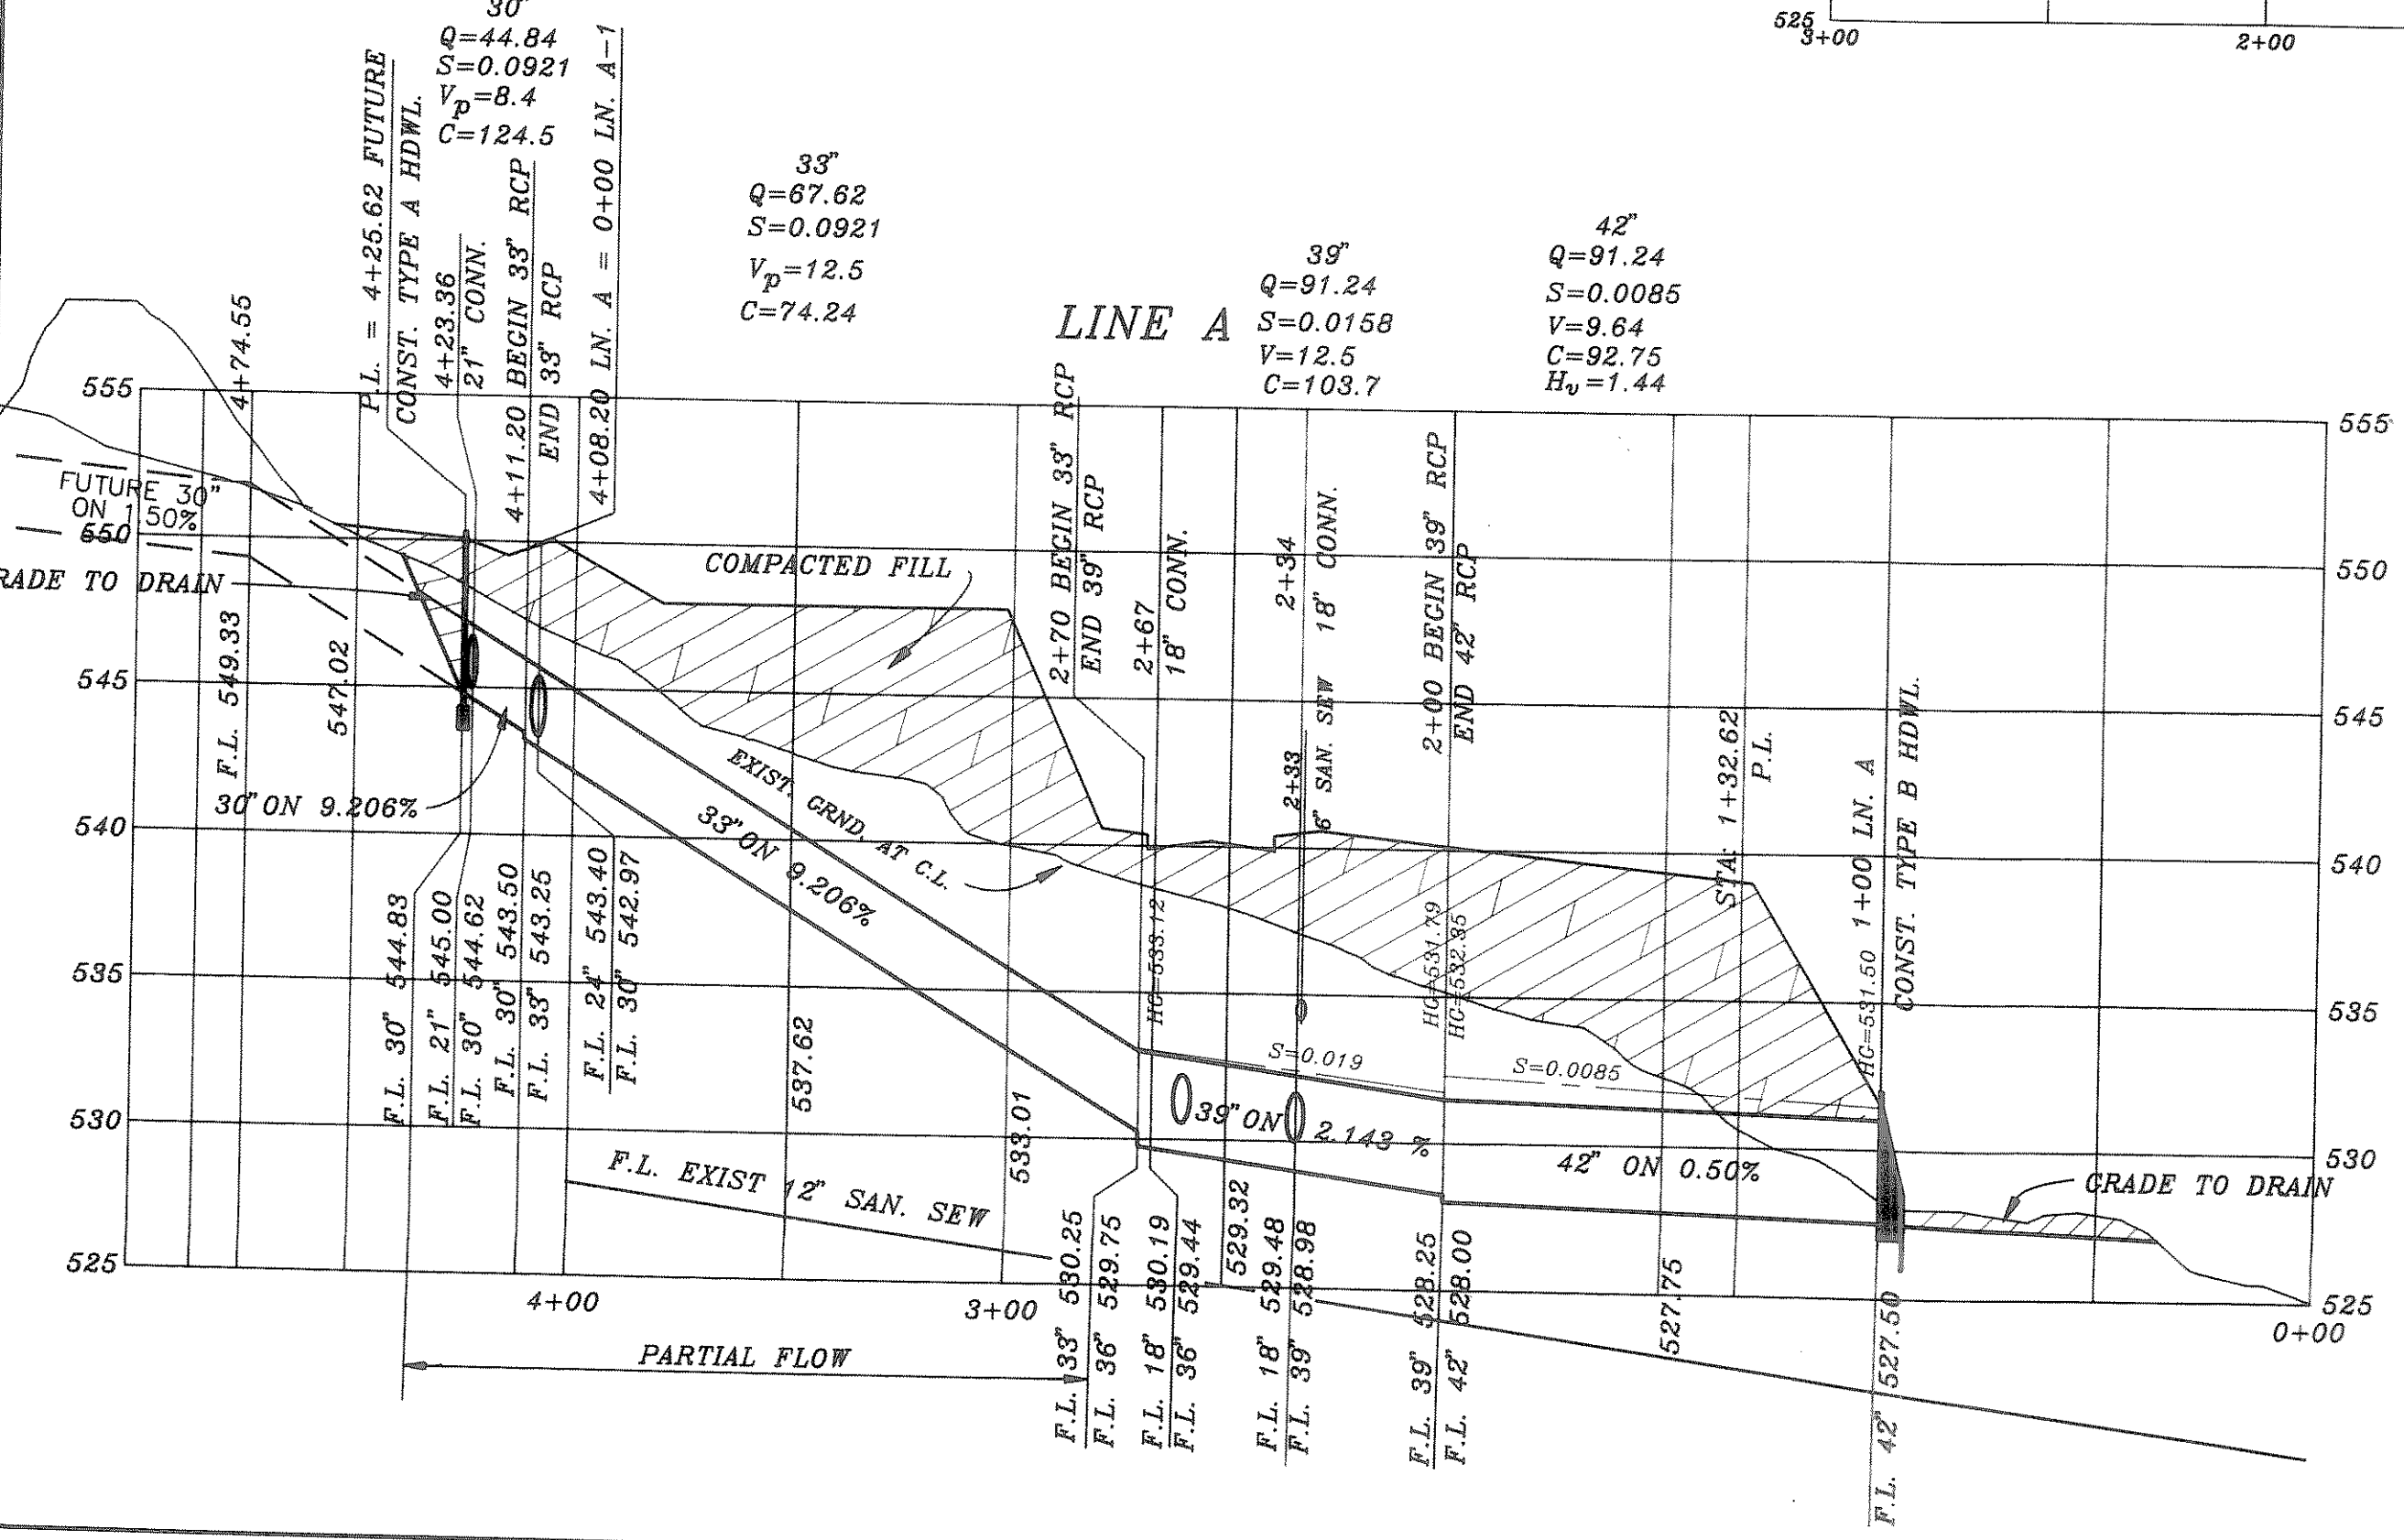 30"
Q=44.84
S=0.0921
Vp=8.4
C=124.5
525
3+00
2+00
P.L. = 4+25.62 FUTURE
CONST. TYPE A HDWL.
4+23.36
21" CONN.
4+11.20 BEGIN 33" RCP
END 33" RCP
4+08.20 LN. A = 0+00 LN. A-1
33"
Q=67.62
S=0.0921
Vp=12.5
C=74.24
LINE A
39"
Q=91.24
S=0.0158
V=12.5
C=103.7
42"
Q=91.24
S=0.0085
V=9.64
C=92.75
Hv=1.44
4+74.55
555
550
545
540
535
530
525
555
550
545
540
535
530
525
FUTURE 30"
ON 1.50%
RADE TO DRAIN
F.L. 549.33
547.02
30" ON 9.206%
COMPACTED FILL
EXIST. GRND. AT C.L.
33" ON 9.206%
2+70 BEGIN 33" RCP
END 39" RCP
2+67
18" CONN.
2+34
18" CONN.
2+33
6" SAN. SEW
2+00 BEGIN 39" RCP
END 42" RCP
STA: 1+32.62
P.L.
1+00 LN. A
CONST. TYPE B HDWL.
HG=533.12
HG=531.79
HG=532.35
HG=531.50
S=0.019
S=0.0085
39" ON 2.143 %
42" ON 0.50%
GRADE TO DRAIN
F.L. 30" 544.83
F.L. 21" 545.00
F.L. 30" 544.62
F.L. 30" 543.50
F.L. 33" 543.25
F.L. 24" 543.40
F.L. 30" 542.97
537.62
533.01
F.L. EXIST 12" SAN. SEW
F.L. 33" 530.25
F.L. 36" 529.75
F.L. 18" 530.19
F.L. 36" 529.44
529.32
F.L. 18" 529.48
F.L. 39" 528.98
F.L. 39" 528.25
F.L. 42" 528.00
527.75
F.L. 42" 527.50
4+00
3+00
0+00
PARTIAL FLOW